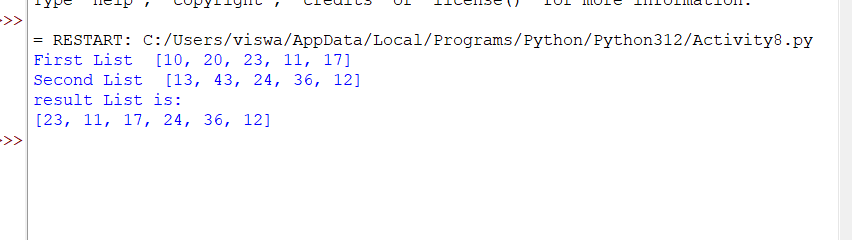 Type "help", "copyright", "credits" or "license()" for more information.
>>>
= RESTART: C:/Users/viswa/AppData/Local/Programs/Python/Python312/Activity8.py
First List  [10, 20, 23, 11, 17]
Second List  [13, 43, 24, 36, 12]
result List is:
[23, 11, 17, 24, 36, 12]
>>>